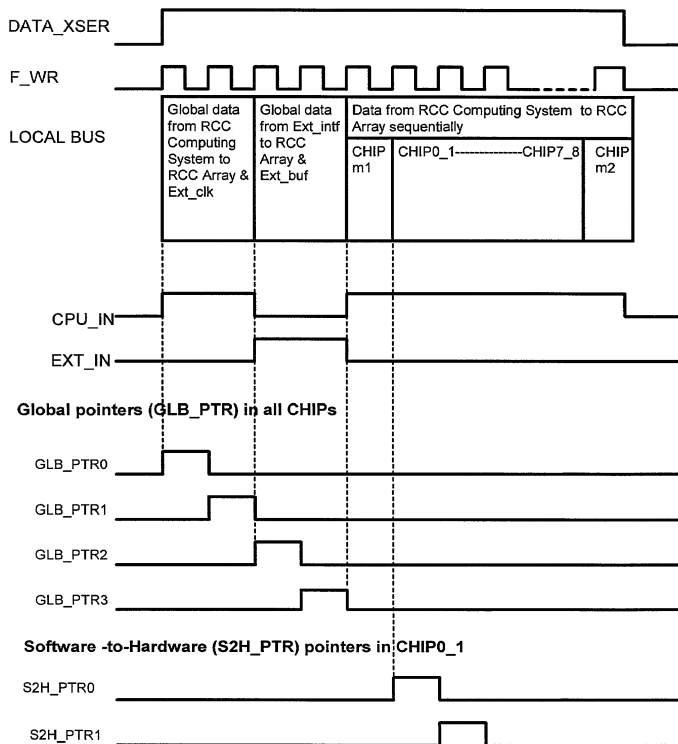 DATA_XSER
F_WR
LOCAL BUS
Global data
from RCC
Computing
System to
RCC Array &
Ext_clk
Global data
from Ext_intf
to RCC
Array &
Ext_buf
Data from RCC Computing System to RCC
Array sequentially
CHIP
m1
CHIP0_1---------------CHIP7_8
CHIP
m2
CPU_IN
EXT_IN
Global pointers (GLB_PTR) in all CHIPs
GLB_PTR0
GLB_PTR1
GLB_PTR2
GLB_PTR3
Software -to-Hardware (S2H_PTR) pointers in CHIP0_1
S2H_PTR0
S2H_PTR1